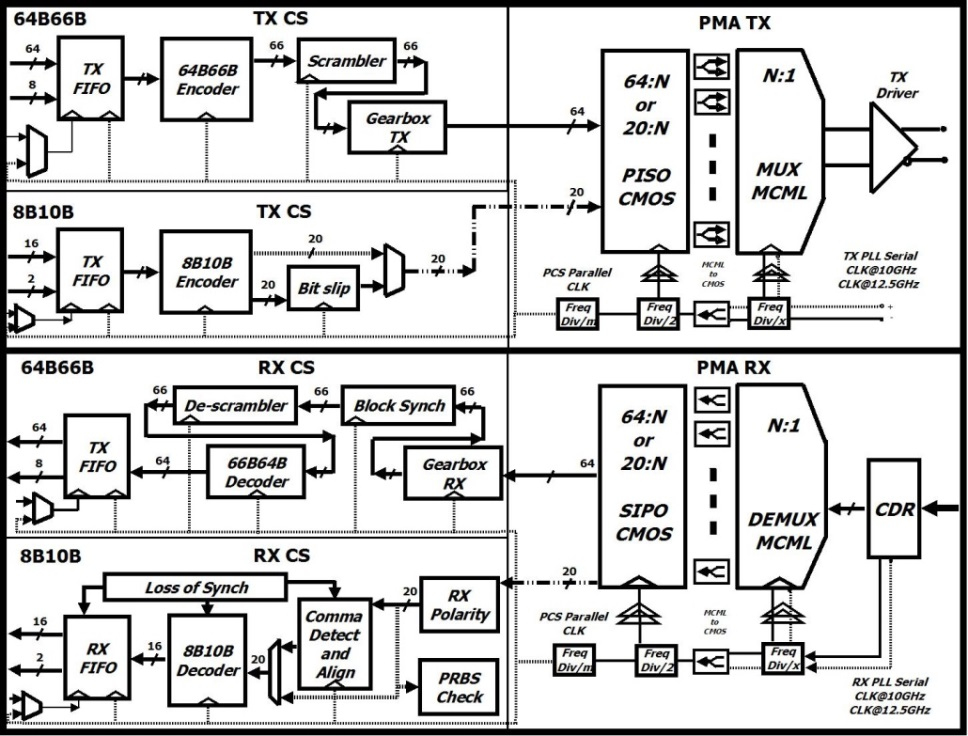 64B66B
TX CS
64
8
TX
FIFO
64B66B
Encoder
66
Scrambler
66
Gearbox
TX
64
8B10B
TX CS
16
2
TX
FIFO
8B10B
Encoder
20
20
Bit slip
20
20
PMA TX
64:N
or
20:N
PISO
CMOS
N:1
MUX
MCML
TX
Driver
PCS Parallel
CLK
MCML
to
CMOS
TX PLL Serial
CLK@10GHz
CLK@12.5GHz
Freq
Div/m
Freq
Div/2
Freq
Div/x
+
-
64B66B
RX CS
64
8
TX
FIFO
66
De-scrambler
66
Block Synch
66
64
66B64B
Decoder
Gearbox
RX
64
8B10B
RX CS
Loss of Synch
16
2
RX
FIFO
16
8B10B
Decoder
20
Comma
Detect
and
Align
20
RX
Polarity
PRBS
Check
20
PMA RX
64:N
or
20:N
SIPO
CMOS
N:1
DEMUX
MCML
CDR
PCS Parallel
CLK
MCML
to
CMOS
Freq
Div/m
Freq
Div/2
Freq
Div/x
RX PLL Serial
CLK@10GHz
CLK@12.5GHz